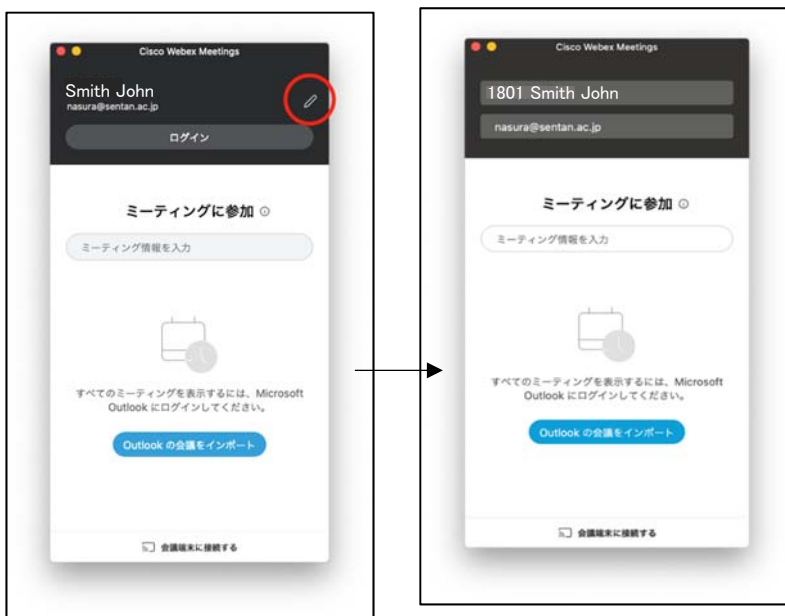 Cisco Webex Meetings
Smith John
nasura@sentan.ac.jp
ログイン
ミーティングに参加
ミーティング情報を入力
すべてのミーティングを表示するには、Microsoft
Outlook にログインしてください。
Outlook の会議をインポート
会議端末に接続する
Cisco Webex Meetings
1801 Smith John
nasura@sentan.ac.jp
ミーティングに参加
ミーティング情報を入力
すべてのミーティングを表示するには、Microsoft
Outlook にログインしてください。
Outlook の会議をインポート
会議端末に接続する